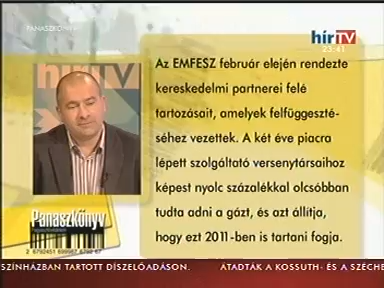 PANASZKÖNYV
hírTV
23:41
Az EMFESZ február elején rendezte
kereskedelmi partnerei felé
tartozásait, amelyek felfüggeszté-
séhez vezettek. A két éve piacra
lépett szolgáltató versenytársaihoz
képest nyolc százalékkal olcsóbban
tudta adni a gázt, és azt állítja,
hogy ezt 2011-ben is tartani fogja.
hírTV
Panaszkönyv
SZÍNHÁZBAN TARTOTT DÍSZELŐADÁSON. ÁTADTÁK A KOSSUTH- ÉS A SZÉCHE